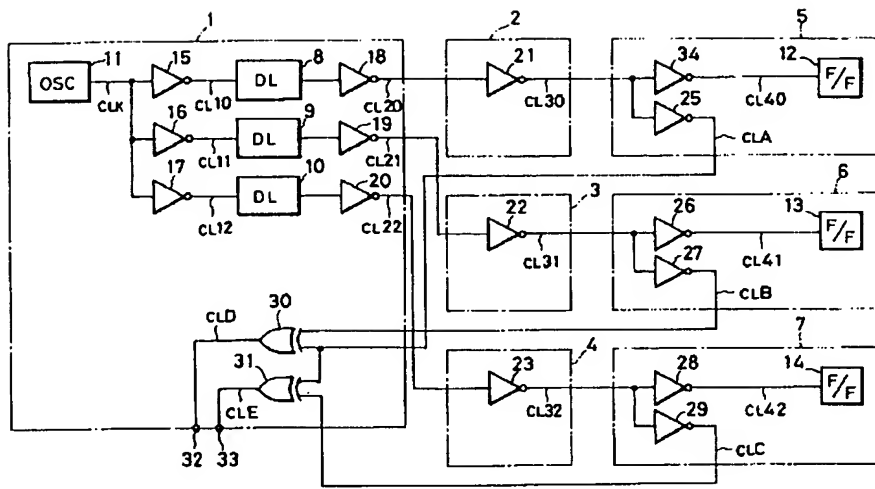 1
2
5
11
15
8
18
21
34
12
OSC
DL
F/F
CLK
CL10
CL20
CL30
CL40
16
9
19
25
DL
CL11
CL21
CLA
17
10
20
3
6
DL
CL12
CL22
22
26
13
F/F
CL31
27
CL41
CLB
CLD
30
31
4
7
23
28
14
F/F
CLE
CL32
29
CL42
32
33
CLC